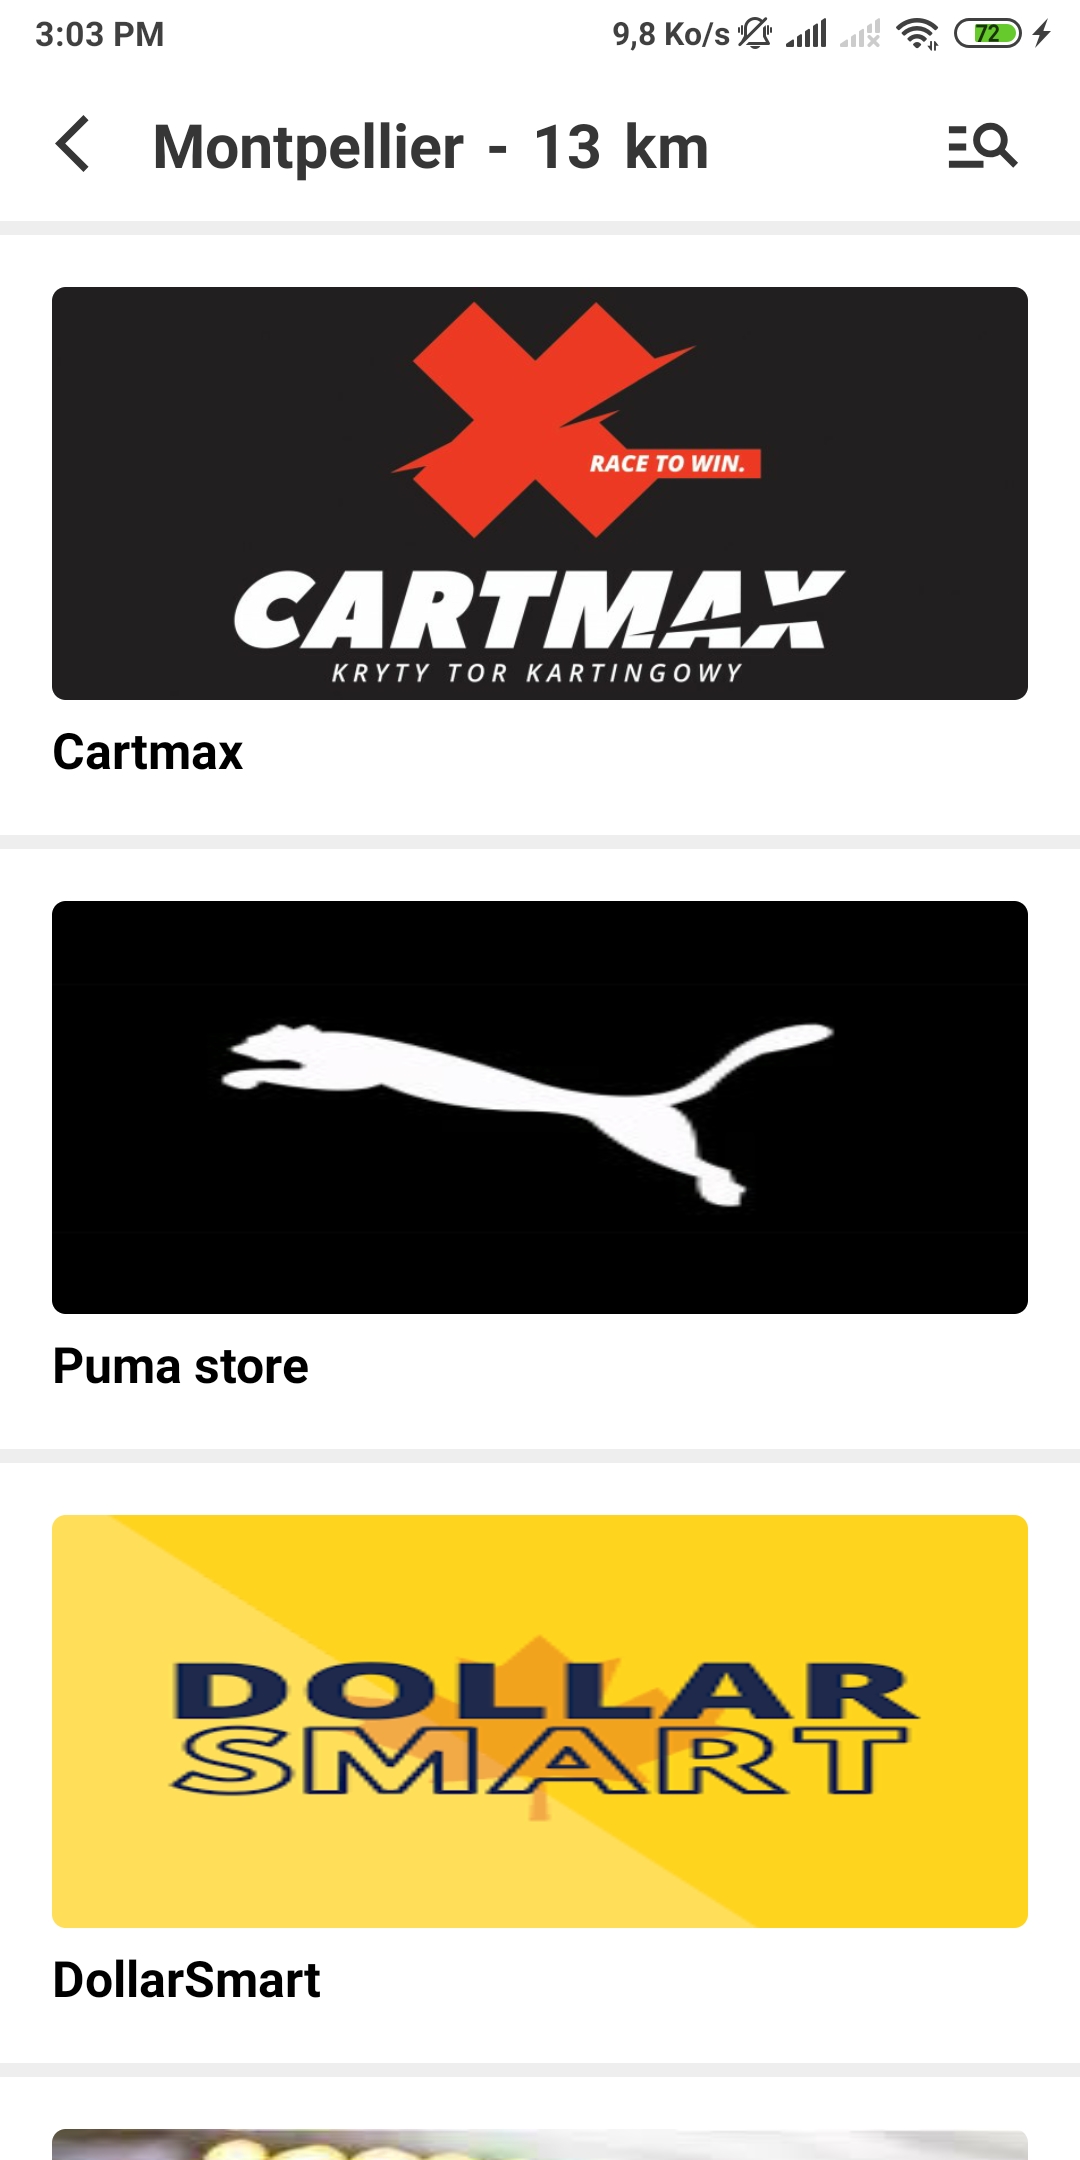 3:03 PM
9,8 Ko/s
72
Montpellier - 13 km
RACE TO WIN.
CARTMAX
KRYTY TOR KARTINGOWY
Cartmax
Puma store
DOLLAR
SMART
DollarSmart